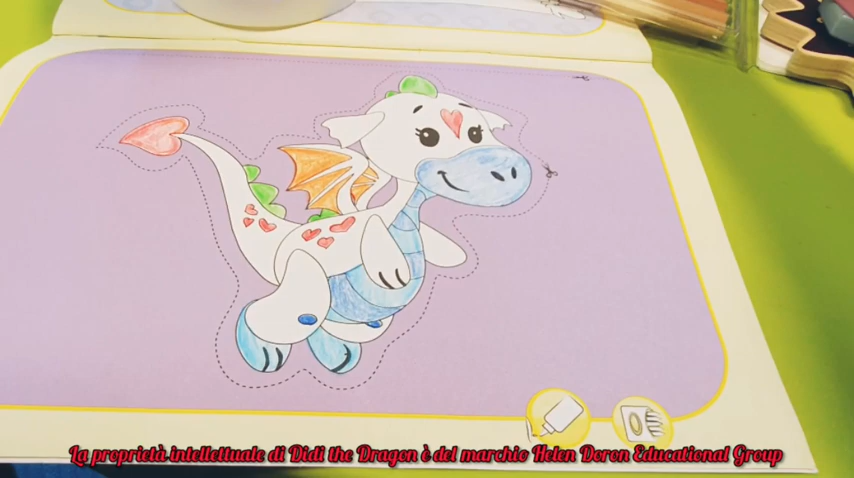 La proprietà intellettuale di Didi the Dragon è del marchio Helen Doron Educational Group